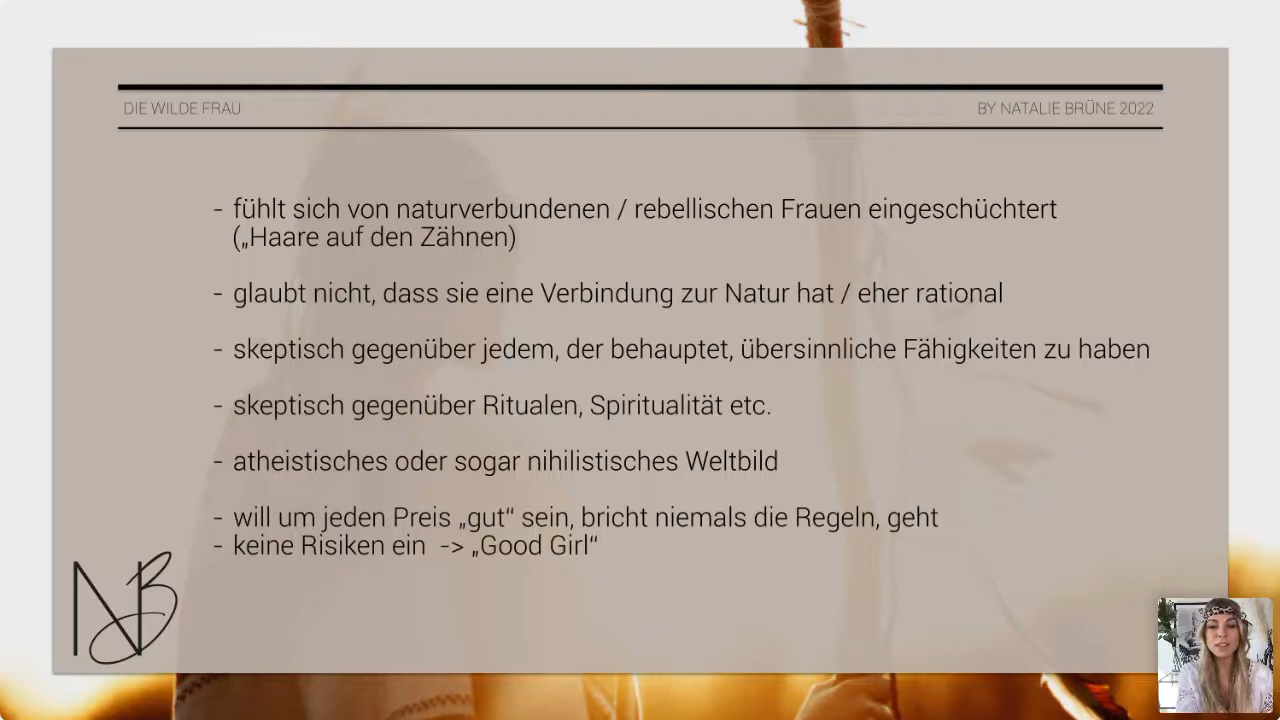 DIE WILDE FRAU
BY NATALIE BRÜNE 2022
- fühlt sich von naturverbundenen / rebellischen Frauen eingeschüchtert
(„Haare auf den Zähnen)
- glaubt nicht, dass sie eine Verbindung zur Natur hat / eher rational
- skeptisch gegenüber jedem, der behauptet, übersinnliche Fähigkeiten zu haben
- skeptisch gegenüber Ritualen, Spiritualität etc.
- atheistisches oder sogar nihilistisches Weltbild
- will um jeden Preis „gut“ sein, bricht niemals die Regeln, geht
- keine Risiken ein -> „Good Girl“
NB